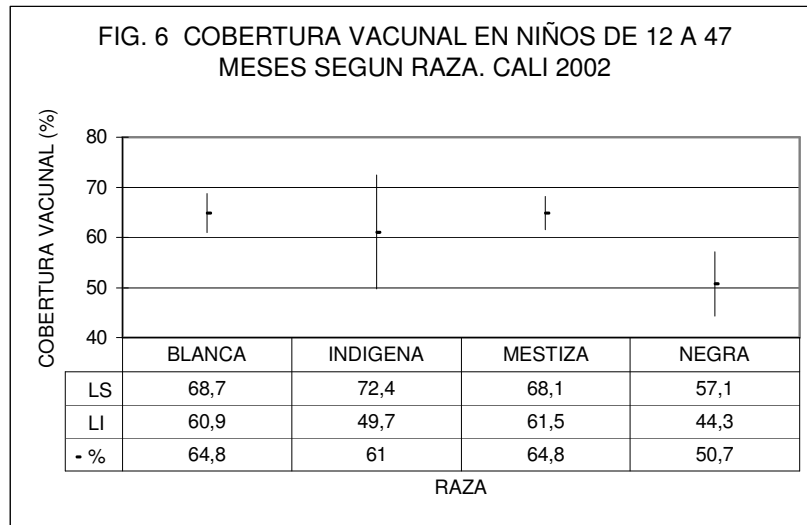 FIG. 6 COBERTURA VACUNAL EN NIÑOS DE 12 A 47
MESES SEGUN RAZA. CALI 2002
COBERTURA VACUNAL (%)
80
70
60
50
40
BLANCA INDIGENA MESTIZA NEGRA
LS 68,7 72,4 68,1 57,1
LI 60,9 49,7 61,5 44,3
- % 64,8 61 64,8 50,7
RAZA